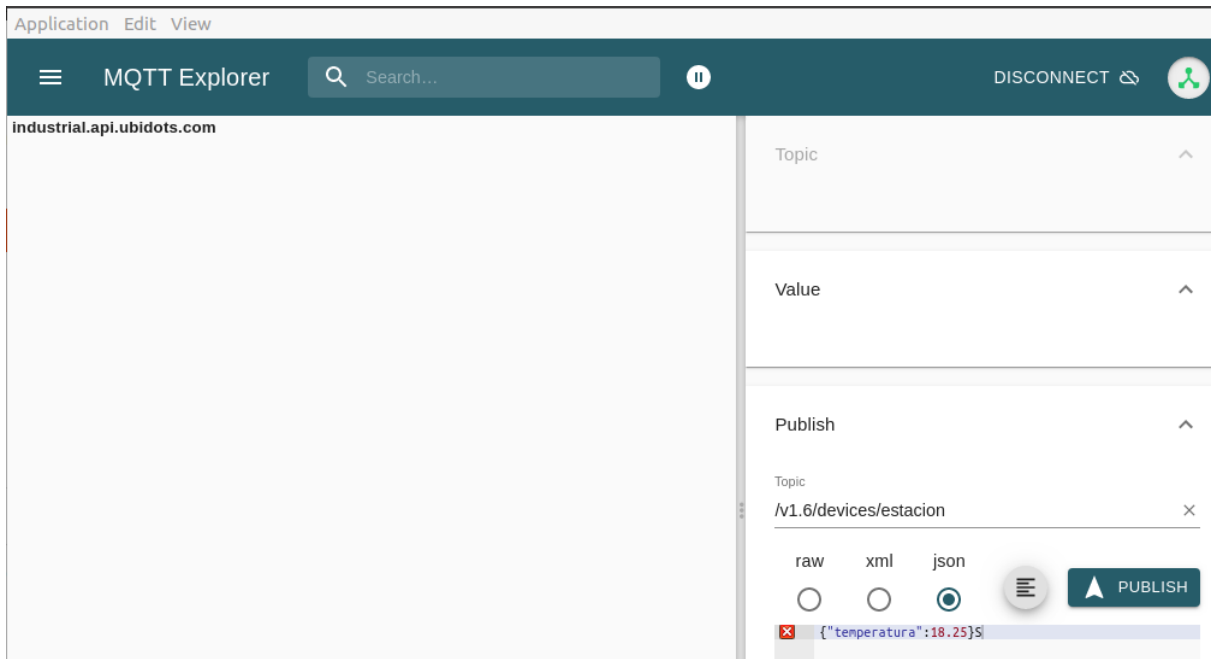 Application Edit View
MQTT Explorer Search... DISCONNECT
industrial.api.ubidots.com
Topic
Value
Publish
Topic
/v1.6/devices/estacion
raw xml json
PUBLISH
{"temperatura":18.25}S